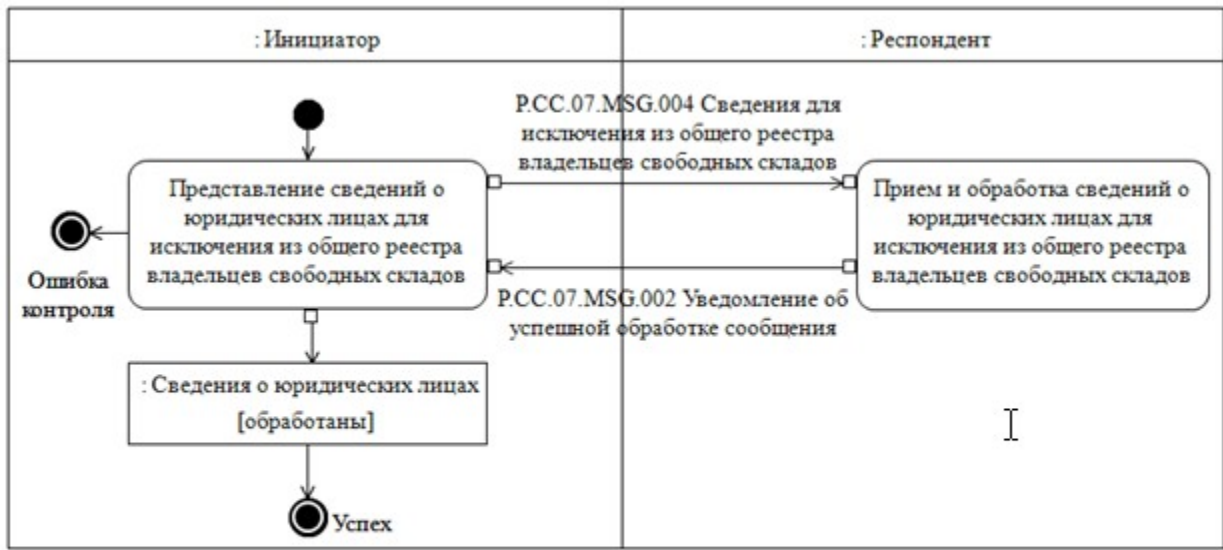 : Инициатор
: Респондент
P.CC.07.MSG.004 Сведения для
исключения из общего реестра
владельцев свободных складов
Представление сведений о
юридических лицах для
исключения из общего реестра
владельцев свободных складов
Прием и обработка сведений о
юридических лицах для
исключения из общего реестра
владельцев свободных складов
Ошибка
контроля
P.CC.07.MSG.002 Уведомление об
успешной обработке сообщения
: Сведения о юридических лицах
[обработаны]
Успех